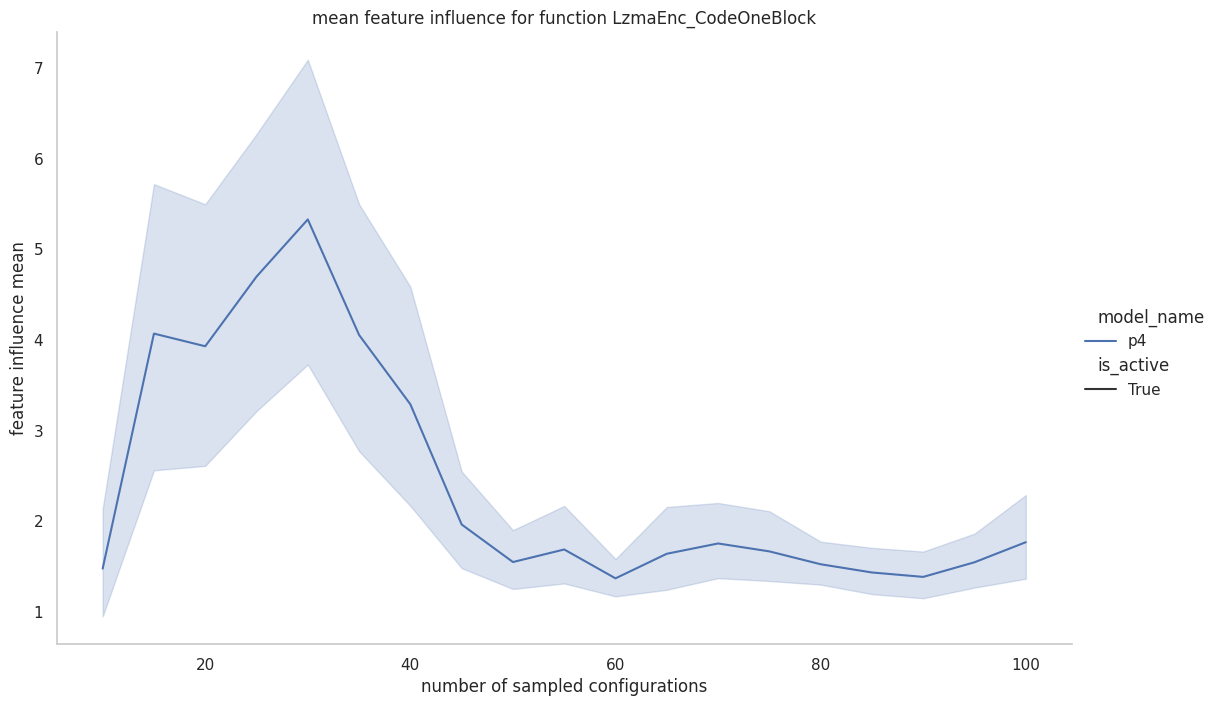 mean feature influence for function LzmaEnc_CodeOneBlock
7
6
5
4
3
2
1
feature influence mean
20
40
60
80
100
number of sampled configurations
model_name
p4
is_active
True